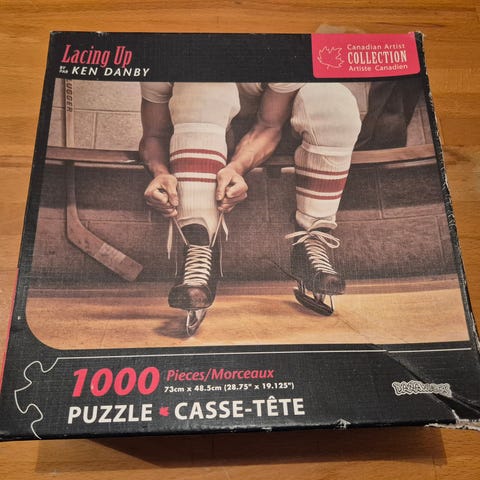 Lacing Up
BY
PAR KEN DANBY
Canadian Artist
COLLECTION
Artiste Canadien
1000 Pieces/Morceaux
73cm x 48.5cm (28.75" x 19.125")
PUZZLE CASSE-TÊTE